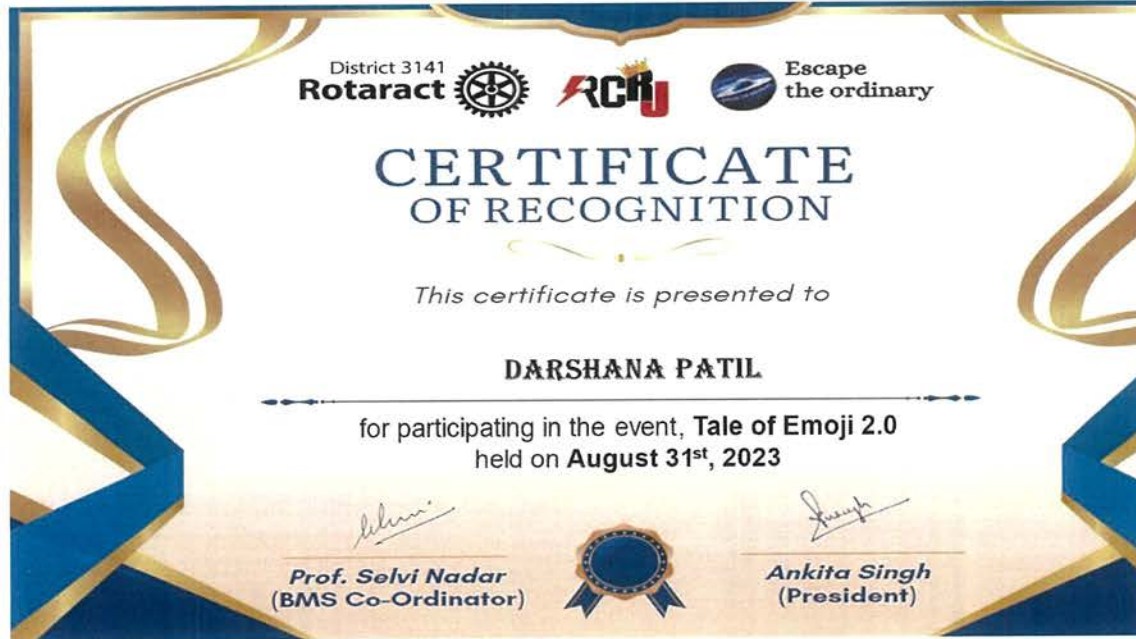 District 3141
Rotaract
RCRJ
Escape
the ordinary
CERTIFICATE
OF RECOGNITION
This certificate is presented to
DARSHANA PATIL
for participating in the event, Tale of Emoji 2.0
held on August 31st, 2023
Prof. Selvi Nadar
(BMS Co-Ordinator)
Ankita Singh
(President)